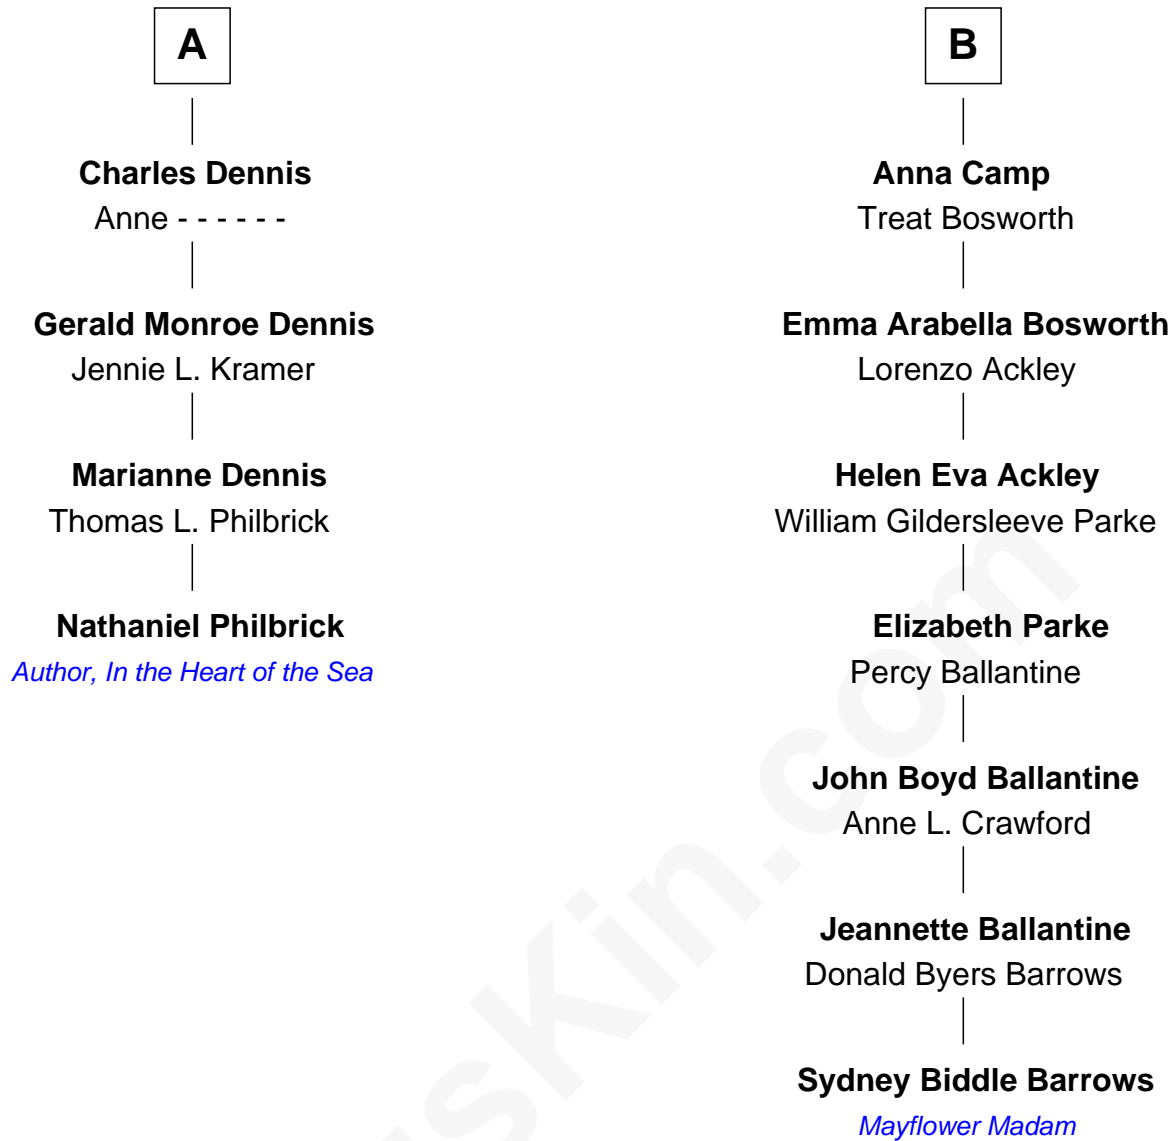 A
Charles Dennis
Anne - - - - - -
Gerald Monroe Dennis
Jennie L. Kramer
Marianne Dennis
Thomas L. Philbrick
Nathaniel Philbrick
Author, In the Heart of the Sea
B
Anna Camp
Treat Bosworth
Emma Arabella Bosworth
Lorenzo Ackley
Helen Eva Ackley
William Gildersleeve Parke
Elizabeth Parke
Percy Ballantine
John Boyd Ballantine
Anne L. Crawford
Jeannette Ballantine
Donald Byers Barrows
Sydney Biddle Barrows
Mayflower Madam
usKin.com